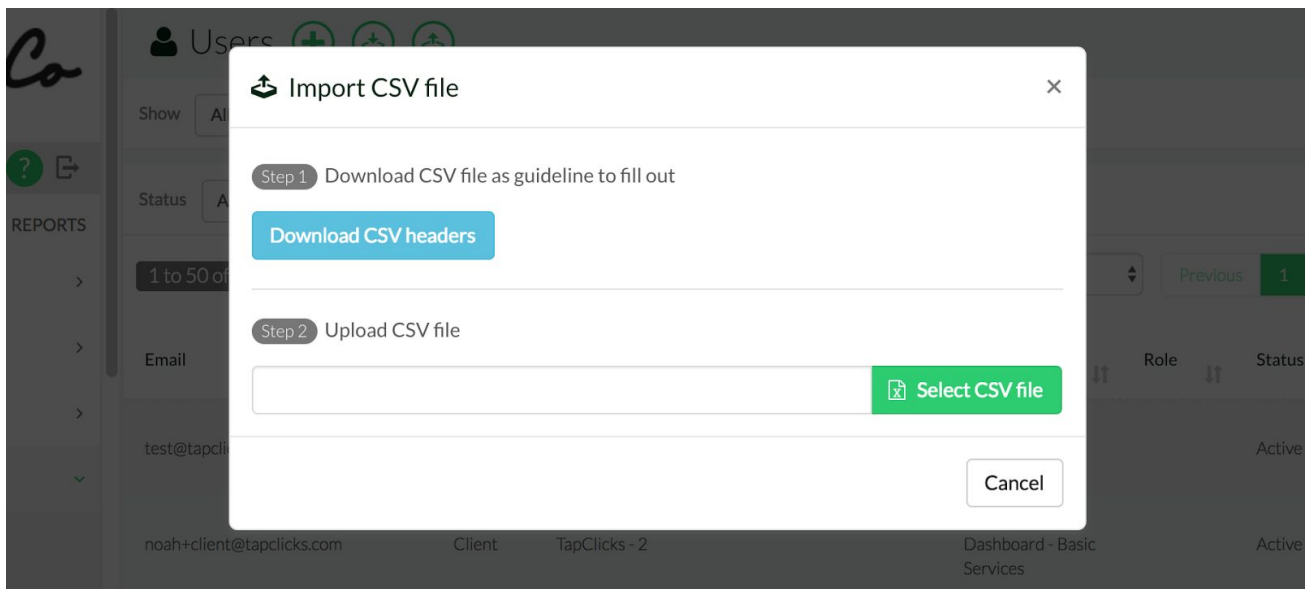 Co
Users
Import CSV file ×
Show Al
?
Step 1 Download CSV file as guideline to fill out
Status A
REPORTS
Download CSV headers
1 to 50 of
Previous 1
Step 2 Upload CSV file
Email Role Status
Select CSV file
test@tapcli Active
Cancel
noah+client@tapclicks.com Client TapClicks - 2 Dashboard - Basic Active
Services